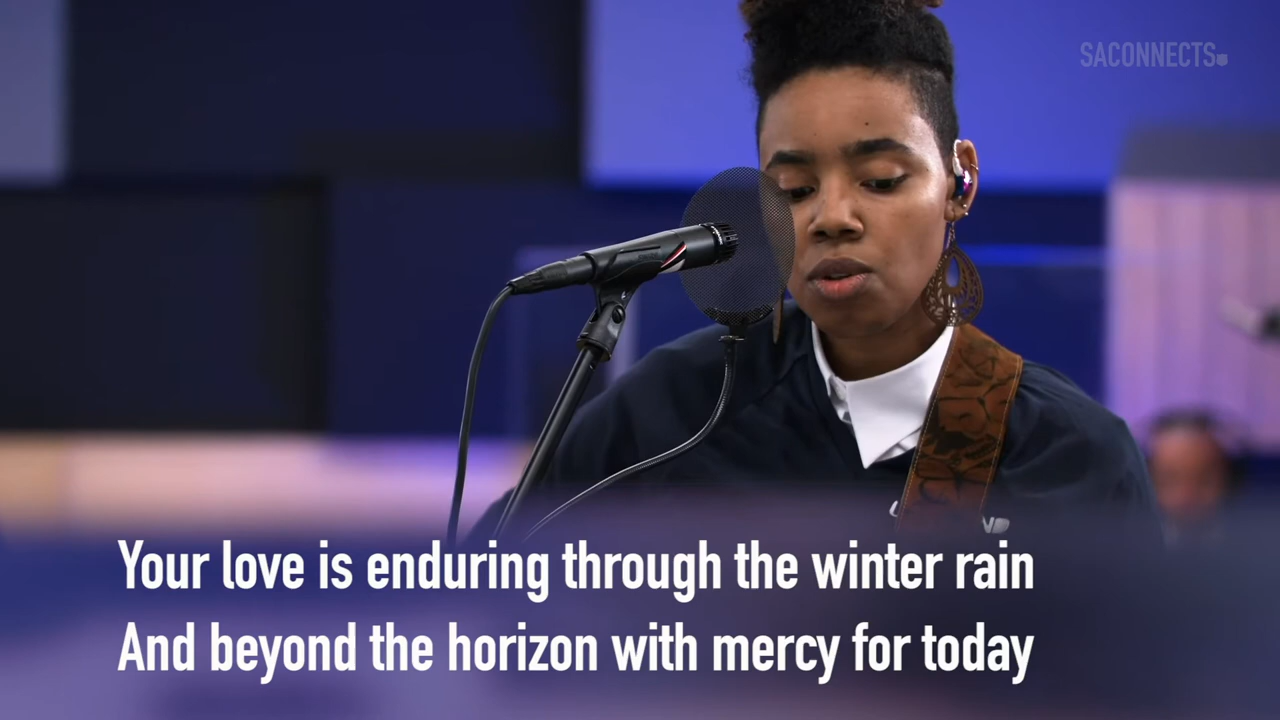 SACONNECTS
Your love is enduring through the winter rain
And beyond the horizon with mercy for today